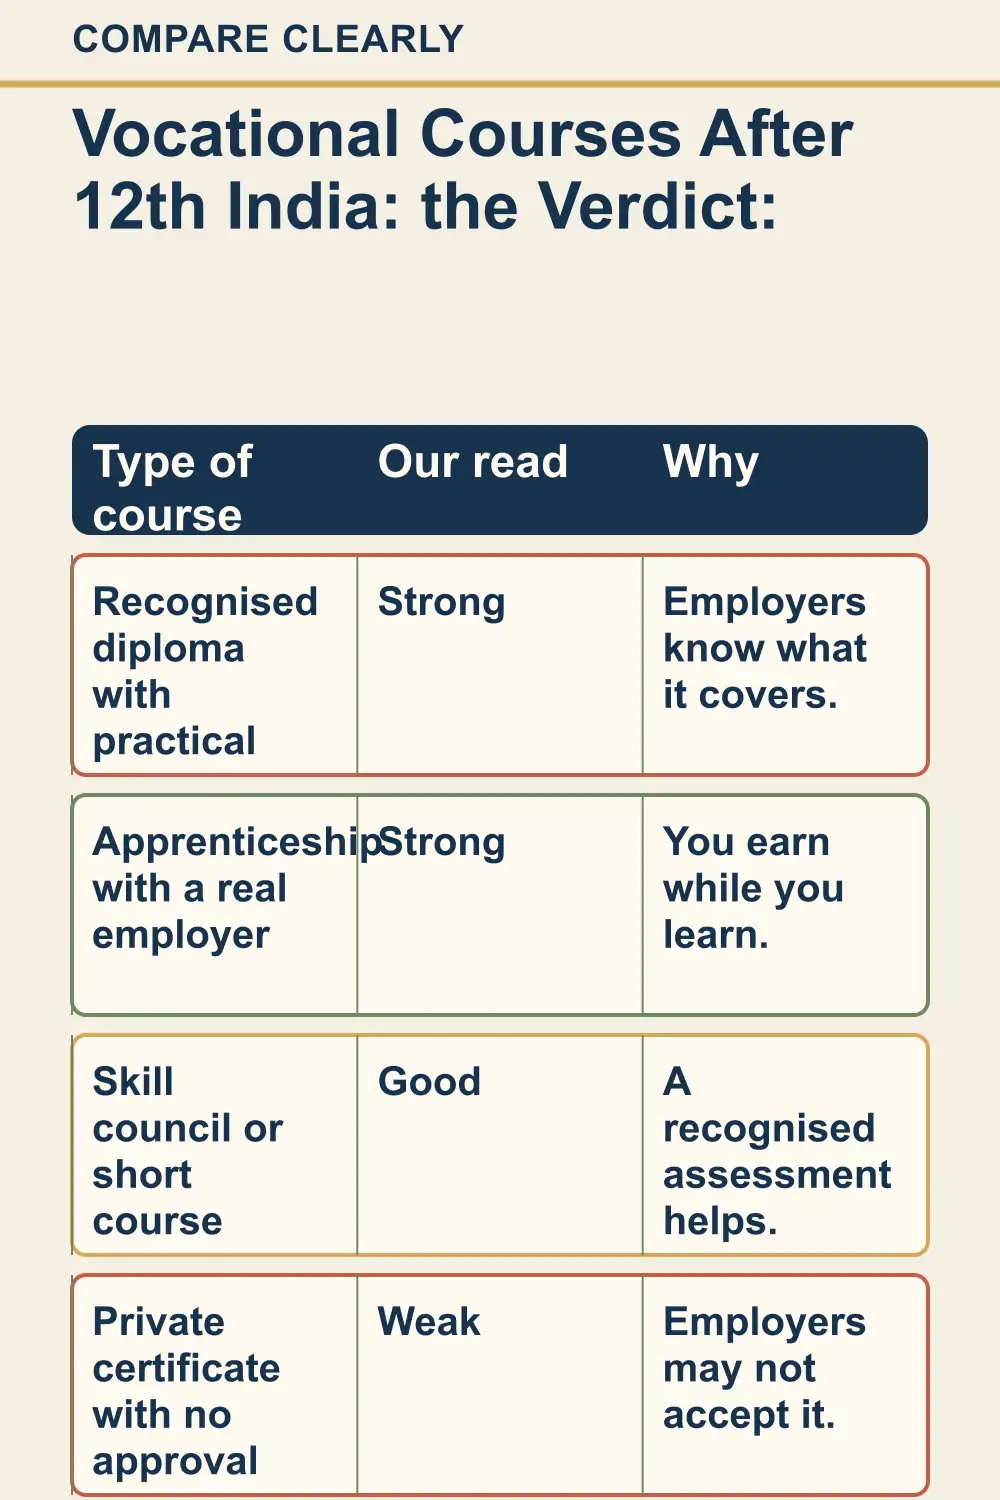 COMPARE CLEARLY
Vocational Courses After
12th India: the Verdict:
Type of
course
Our read
Why
Recognised
diploma
with
practical
Strong
Employers
know what
it covers.
Apprenticeship
with a real
employer
Strong
You earn
while you
learn.
Skill
council or
short
course
Good
A
recognised
assessment
helps.
Private
certificate
with no
approval
Weak
Employers
may not
accept it.